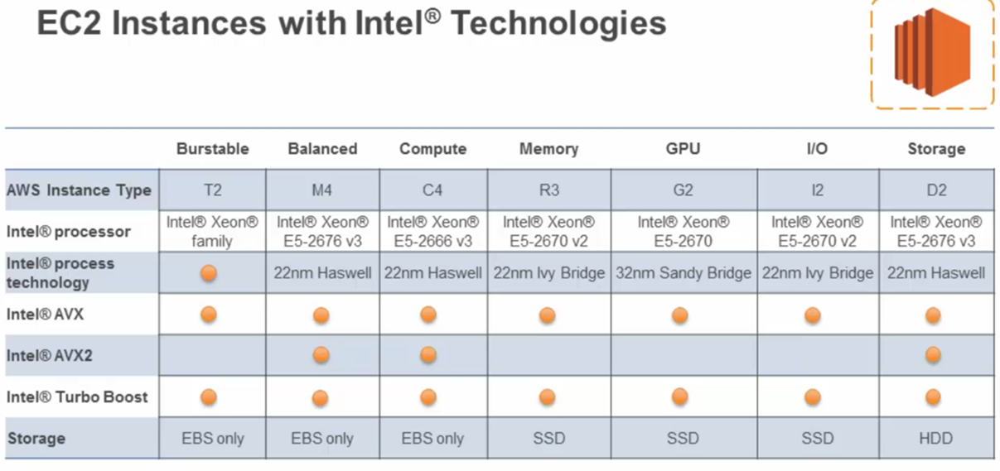 EC2 Instances with Intel® Technologies
Burstable Balanced Compute Memory GPU I/O Storage
AWS Instance Type T2 M4 C4 R3 G2 I2 D2
Intel® processor Intel® Xeon® family Intel® Xeon® E5-2676 v3 Intel® Xeon® E5-2666 v3 Intel® Xeon® E5-2670 v2 Intel® Xeon® E5-2670 Intel® Xeon® E5-2670 v2 Intel® Xeon® E5-2676 v3
Intel® process technology 22nm Haswell 22nm Haswell 22nm Ivy Bridge 32nm Sandy Bridge 22nm Ivy Bridge 22nm Haswell
Intel® AVX
Intel® AVX2
Intel® Turbo Boost
Storage EBS only EBS only EBS only SSD SSD SSD HDD